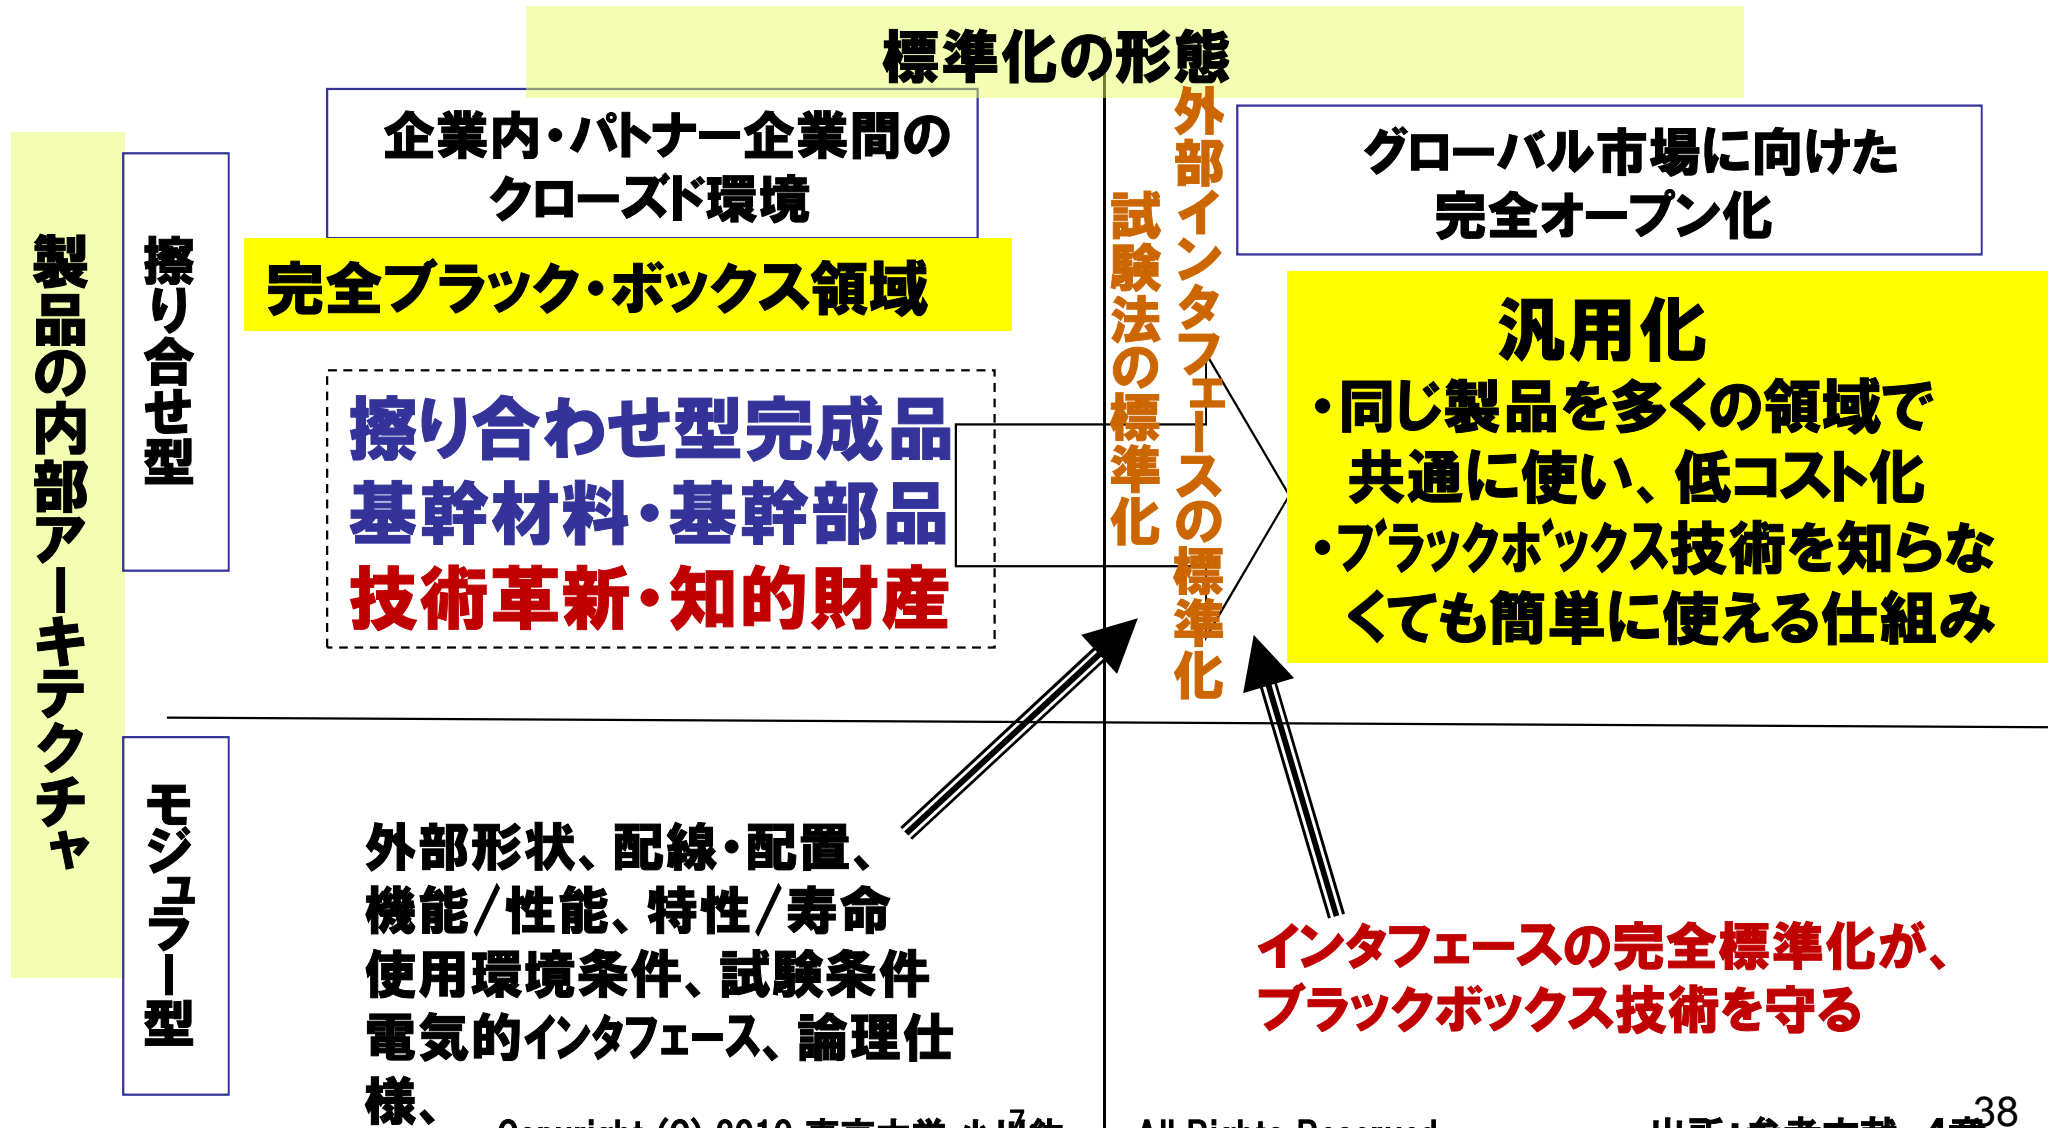 標準化の形態
企業内・パトナー企業間の
クローズド環境
グローバル市場に向けた
完全オープン化
製品の内部アーキテクチャ
擦り合せ型
完全ブラック・ボックス領域
擦り合わせ型完成品
基幹材料・基幹部品
技術革新・知的財産
外部インタフェースの標準化
試験法の標準化
汎用化
・同じ製品を多くの領域で
共通に使い、低コスト化
・ブラックボックス技術を知らな
くても簡単に使える仕組み
モジュラー型
外部形状、配線・配置、
機能/性能、特性/寿命
使用環境条件、試験条件
電気的インタフェース、論理仕
様、
インタフェースの完全標準化が、
ブラックボックス技術を守る
Copyright (C) 2010 東京大学 All Rights Reserved
38